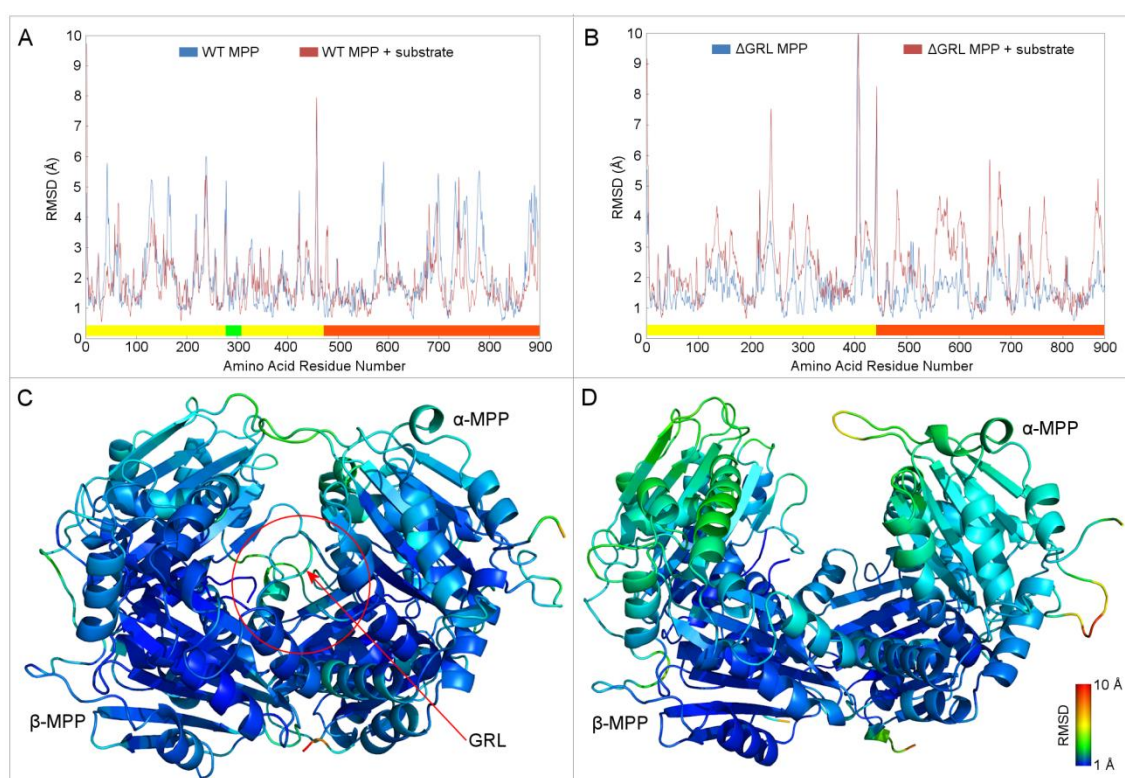 A
WT MPP
WT MPP + substrate
RMSD (Å)
10
9
8
7
6
5
4
3
2
1
0
0 100 200 300 400 500 600 700 800 900
Amino Acid Residue Number
B
ΔGRL MPP
ΔGRL MPP + substrate
RMSD (Å)
10
9
8
7
6
5
4
3
2
1
0
0 100 200 300 400 500 600 700 800 900
Amino Acid Residue Number
C
α-MPP
β-MPP
GRL
D
α-MPP
β-MPP
RMSD
10 Å
1 Å